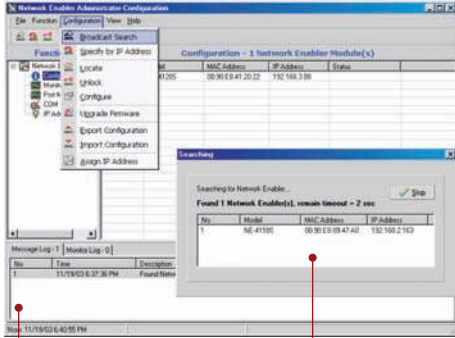 Network Enabler Administrator-Configuration
File Function Configuration View Help
Broadcast Search
Specify by IP Address
Locate
Unlock
Configure
Upgrade Firmware
Export Configuration
Import Configuration
Assign IP Address
Configuration - 1 Network Enabler Module(s)
MAC Address IP Address Status
41205 00:90:E8:41:20:22 192.168.3.88
COM
Searching
Searching for Network Enabler...
Found 1 Network Enabler(s), remain timeout = 2 sec
Stop
No Model MAC Address IP Address
1 NE-4110S 00:90:E8:09:47:A0 192.168.2.163
Message Log - 1 Monitor Log - 0
No Time Description
1 11/19/03 6:37:36 PM Found
Now: 11/19/03 6:40:55 PM